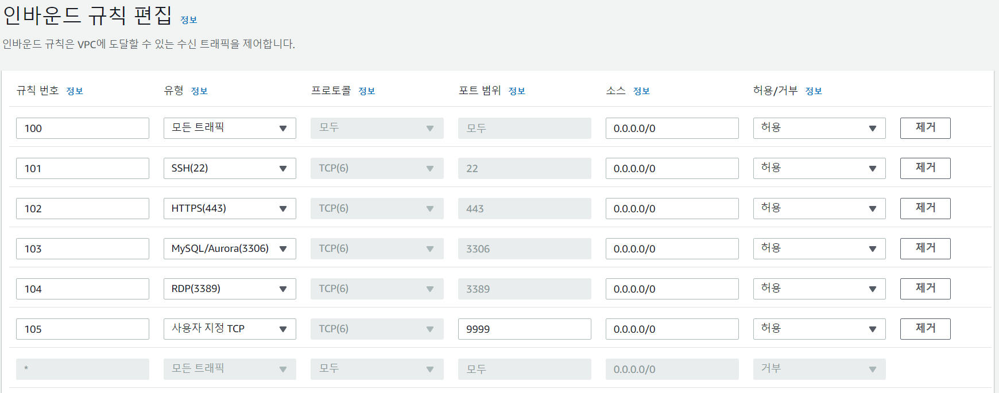 인바운드 규칙 편집 정보
인바운드 규칙은 VPC에 도달할 수 있는 수신 트래픽을 제어합니다.
규칙 번호 정보 유형 정보 프로토콜 정보 포트 범위 정보 소스 정보 허용/거부 정보
100 모든 트래픽 모두 모두 0.0.0.0/0 허용 제거
101 SSH(22) TCP(6) 22 0.0.0.0/0 허용 제거
102 HTTPS(443) TCP(6) 443 0.0.0.0/0 허용 제거
103 MySQL/Aurora(3306) TCP(6) 3306 0.0.0.0/0 허용 제거
104 RDP(3389) TCP(6) 3389 0.0.0.0/0 허용 제거
105 사용자 지정 TCP TCP(6) 9999 0.0.0.0/0 허용 제거
* 모든 트래픽 모두 모두 0.0.0.0/0 거부